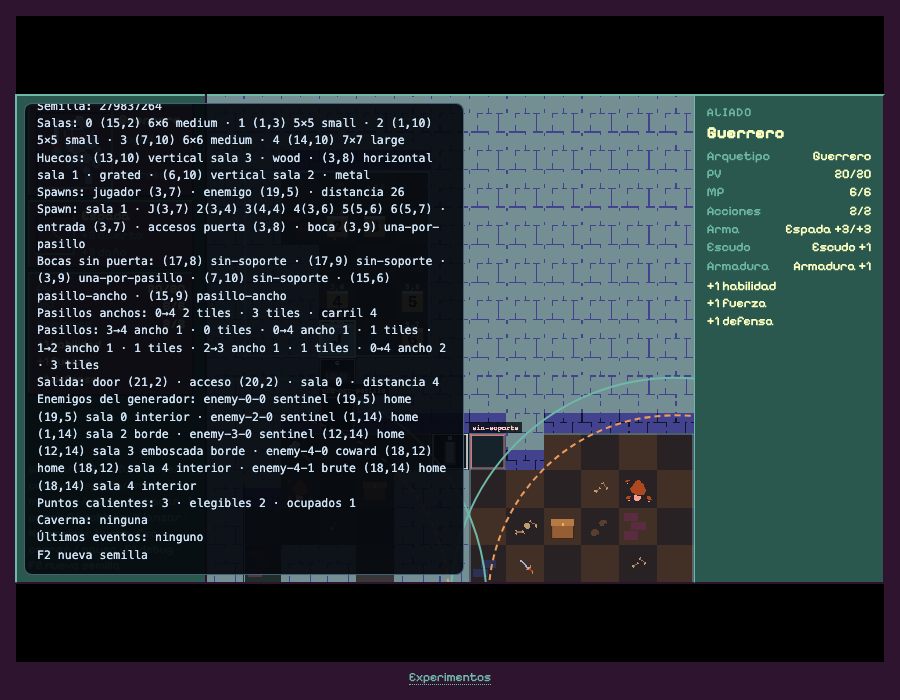 Semilla: 279837264
Salas: 0 (15,2) 6×6 medium · 1 (1,3) 5×5 small · 2 (1,10)
5×5 small · 3 (7,10) 6×6 medium · 4 (14,10) 7×7 large
Huecos: (13,10) vertical sala 3 · wood · (3,8) horizontal
sala 1 · grated · (6,10) vertical sala 2 · metal
Spawns: jugador (3,7) · enemigo (19,5) · distancia 26
Spawn: sala 1 · J(3,7) 2(3,4) 3(4,4) 4(3,6) 5(5,6) 6(5,7) ·
entrada (3,7) · accesos puerta (3,8) · boca (3,9) una-por-
pasillo
Bocas sin puerta: (17,8) sin-soporte · (17,9) sin-soporte ·
(3,9) una-por-pasillo · (7,10) sin-soporte · (15,6)
pasillo-ancho · (15,9) pasillo-ancho
Pasillos anchos: 0→4 2 tiles · 3 tiles · carril 4
Pasillos: 3→4 ancho 1 · 0 tiles · 0→4 ancho 1 · 1 tiles ·
1→2 ancho 1 · 1 tiles · 2→3 ancho 1 · 1 tiles · 0→4 ancho 2
· 3 tiles
Salida: door (21,2) · acceso (20,2) · sala 0 · distancia 4
Enemigos del generador: enemy-0-0 sentinel (19,5) home
(19,5) sala 0 interior · enemy-2-0 sentinel (1,14) home
(1,14) sala 2 borde · enemy-3-0 sentinel (12,14) home
(12,14) sala 3 emboscada borde · enemy-4-0 coward (18,12)
home (18,12) sala 4 interior · enemy-4-1 brute (18,14) home
(18,14) sala 4 interior
Puntos calientes: 3 · elegibles 2 · ocupados 1
Caverna: ninguna
Últimos eventos: ninguno
F2 nueva semilla
sin-soporte
ALIADO
Guerrero
Arquetipo Guerrero
PV 20/20
MP 6/6
Acciones 2/2
Arma Espada +3/+3
Escudo Escudo +1
Armadura Armadura +1
+1 habilidad
+1 fuerza
+1 defensa
Experimentos